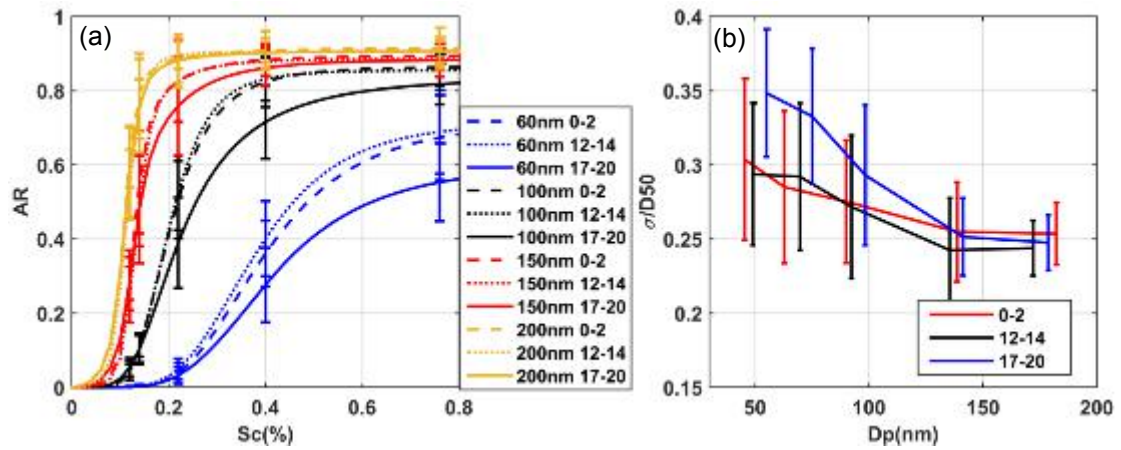 (a)
1
0.8
0.6
0.4
0.2
0
AR
0
0.2
0.4
0.6
0.8
Sc(%)
60nm 0-2
60nm 12-14
60nm 17-20
100nm 0-2
100nm 12-14
100nm 17-20
150nm 0-2
150nm 12-14
150nm 17-20
200nm 0-2
200nm 12-14
200nm 17-20
(b)
0.4
0.35
0.3
0.25
0.2
0.15
σ/D50
50
100
150
200
Dp(nm)
0-2
12-14
17-20